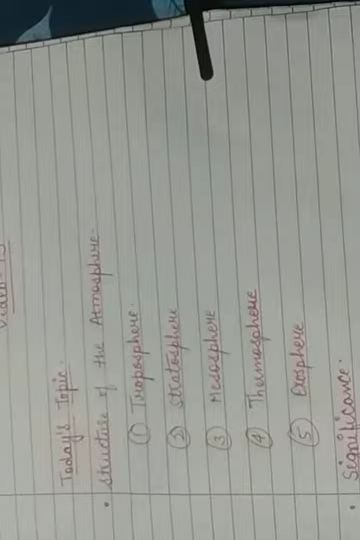 Today's Topic.
• Structure of the Atmosphere.
① Troposphere.
② Stratosphere
③ Mesosphere
④ Thermosphere
⑤ Exosphere
• Significance.